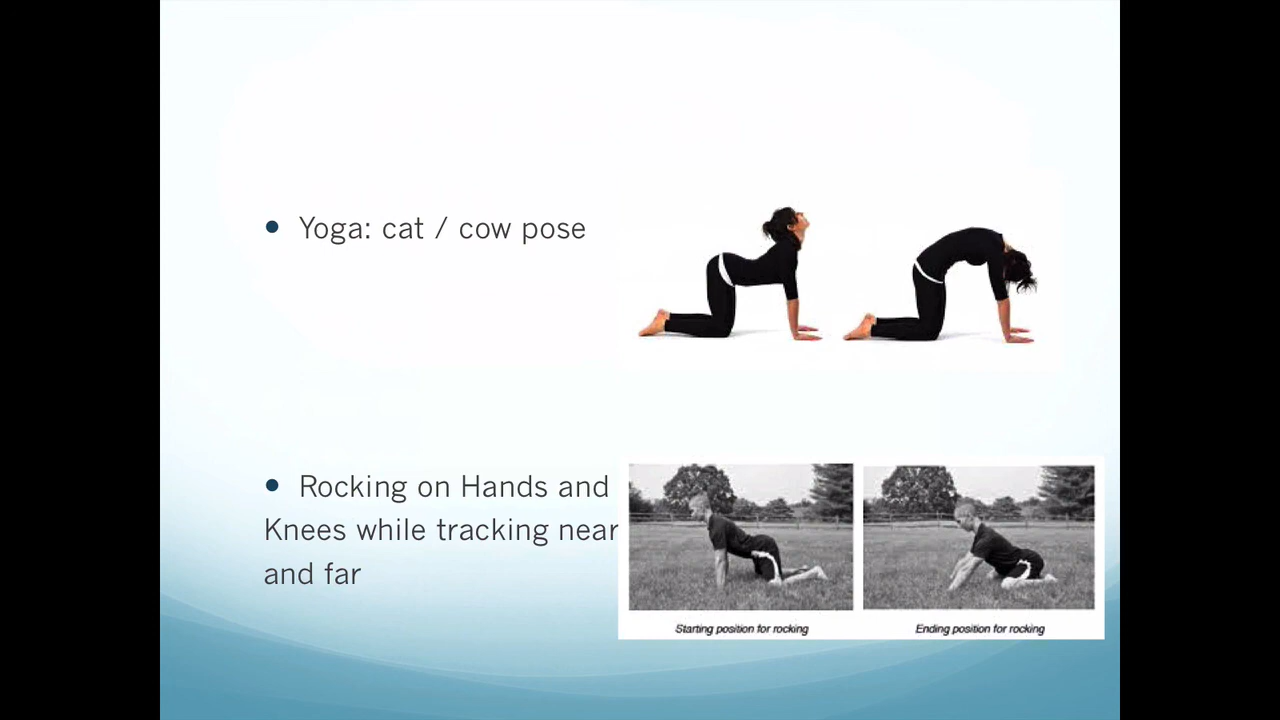 • Yoga: cat / cow pose
• Rocking on Hands and
Knees while tracking near
and far
Starting position for rocking
Ending position for rocking